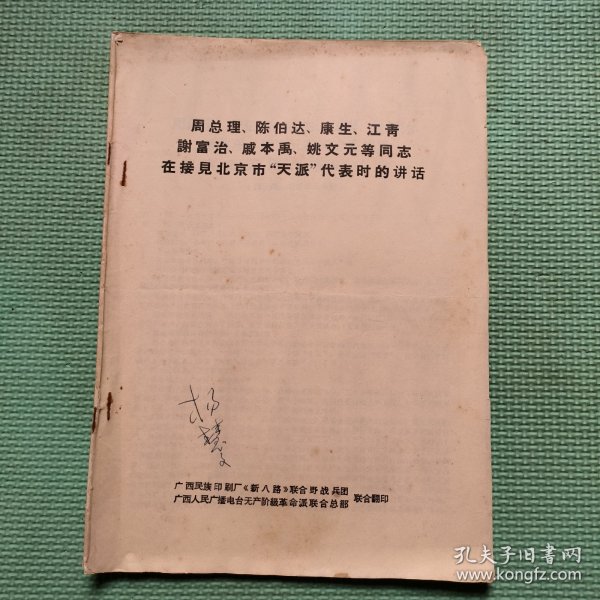 周总理、陈伯达、康生、江青
謝富治、戚本禹、姚文元等同志
在接見北京市“天派”代表时的讲话
杨
广西民族印刷厂《新八路》联合野战兵团
广西人民广播电台无产阶级革命派联合总部
联合翻印
孔夫子旧书网
www.kongfz.com